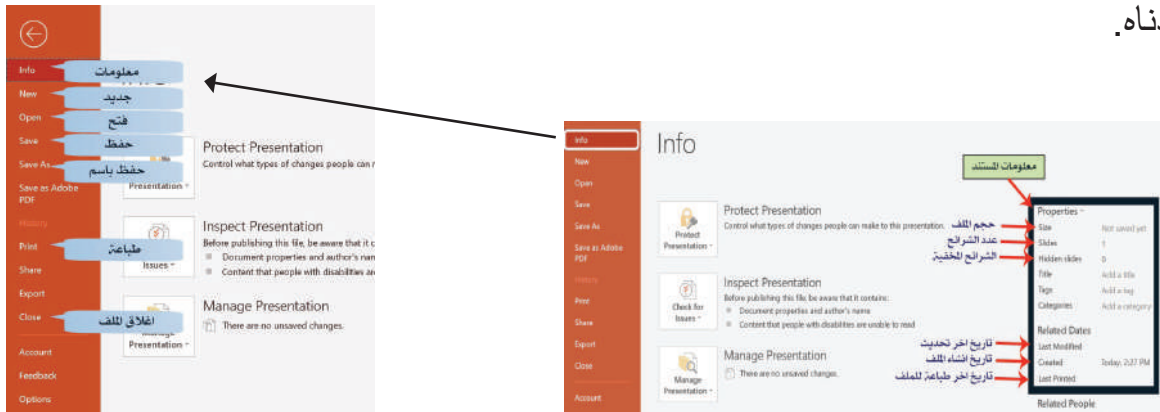 دناه.
Info
معلومات
New
جديد
Open
فتح
Save
حفظ
Save As
حفظ باسم
Save as Adobe
PDF
History
Print
طباعة
Share
Export
Close
اغلاق الملف
Account
Feedback
Options
Protect Presentation
Control what types of changes people can
Presentation
Inspect Presentation
Before publishing this file, be aware that it
Issues
Document properties and author's
Content that people with disabilities
Manage Presentation
There are no unsaved changes.
Presentation
Info
New
Open
Save
Save As
Save as Adobe
PDF
History
Print
Share
Export
Close
Account
Info
معلومات المستند
Protect
Presentation
Protect Presentation
Control what types of changes people can make to this presentation.
Check for
Issues
Inspect Presentation
Before publishing this file, be aware that it contains:
Document properties and author's name
Content that people with disabilities are unable to read
Manage
Presentation
Manage Presentation
There are no unsaved changes.
Properties
حجم الملف
Size
Not saved yet
عدد الشرائح
Slides
1
الشرائح المخفية
Hidden slides
0
Title
Add a title
Tags
Add a tag
Categories
Add a category
Related Dates
تاريخ اخر تحديث
Last Modified
تاريخ انشاء الملف
Created
Today, 2:27 PM
تاريخ اخر طباعة للملف
Last Printed
Related People